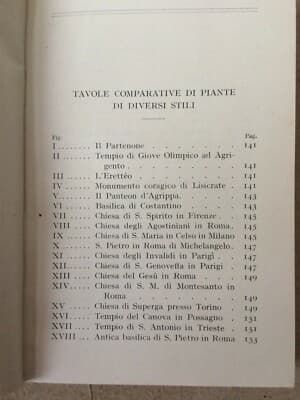 TAVOLE COMPARATIVE DI PIANTE
DI DIVERSI STILI
Fig. Pag.
I ........ Il Partenone . . . . . . . 141
II ....... Tempio di Giove Olimpico ad Agri-
gento . . . . . . . . 141
III ...... L'Erettèo . . . . . . . 141
IV ...... Monumento coragico di Lisicrate . . 141
V........ Il Panteon d'Agrippa. . . . . 141
VI ...... Basilica di Costantino . . . . . 143
VII ..... Chiesa di S. Spirito in Firenze . . . 143
VIII .... Chiesa degli Agostiniani in Roma . . 143
IX ...... Chiesa di S. Maria in Celso in Milano . 145
X ....... S. Pietro in Roma di Michelangelo. . 147
XI ...... Chiesa degli Invalidi in Parigi . . . 147
XII ..... Chiesa di S. Genoveffa in Parigi . . 147
XIII .... Chiesa del Gesù in Roma . . . . 149
XIV .... Chiesa di S. M. di Montesanto in
Roma . . . . . . . . 149
XV ..... Chiesa di Superga presso Torino . . 149
XVI .... Tempio del Canova in Possagno . . 151
XVII ... Tempio di S. Antonio in Trieste . . 151
XVIII ... Antica basilica di S. Pietro in Roma . 153